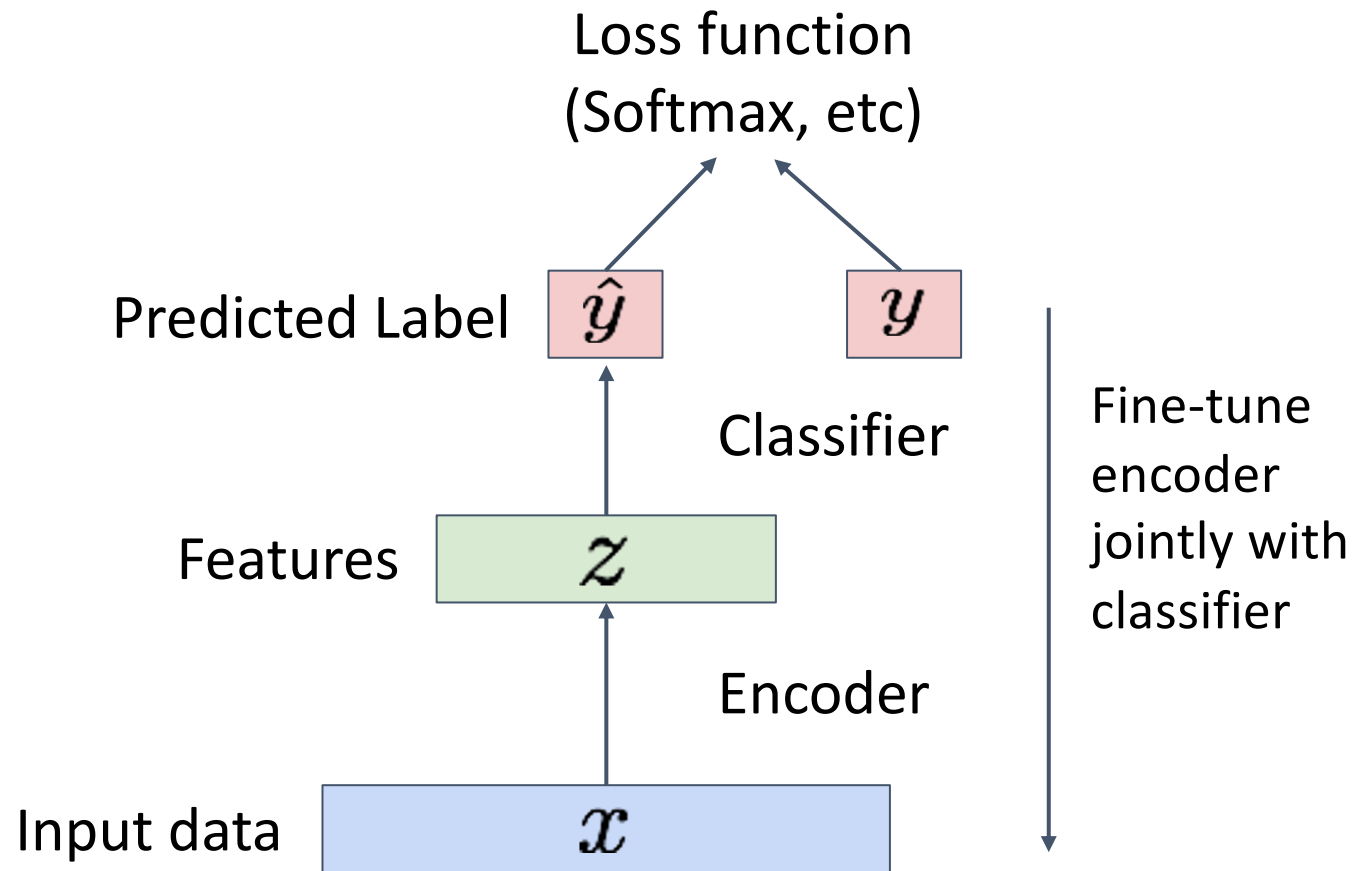 Loss function
(Softmax, etc)
Predicted Label
ŷ
y
Classifier
Fine-tune
encoder
jointly with
classifier
Features
z
Encoder
Input data
x